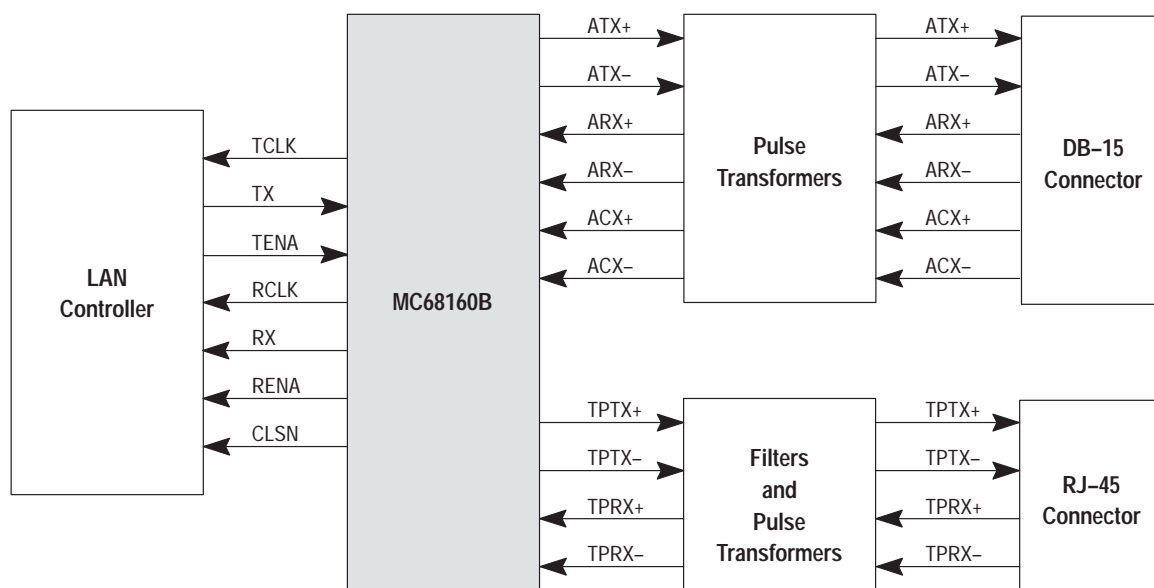 LAN
Controller
TCLK
TX
TENA
RCLK
RX
RENA
CLSN
MC68160B
ATX+
ATX–
ARX+
ARX–
ACX+
ACX–
Pulse
Transformers
ATX+
ATX–
ARX+
ARX–
ACX+
ACX–
DB–15
Connector
TPTX+
TPTX–
TPRX+
TPRX–
Filters
and
Pulse
Transformers
TPTX+
TPTX–
TPRX+
TPRX–
RJ–45
Connector